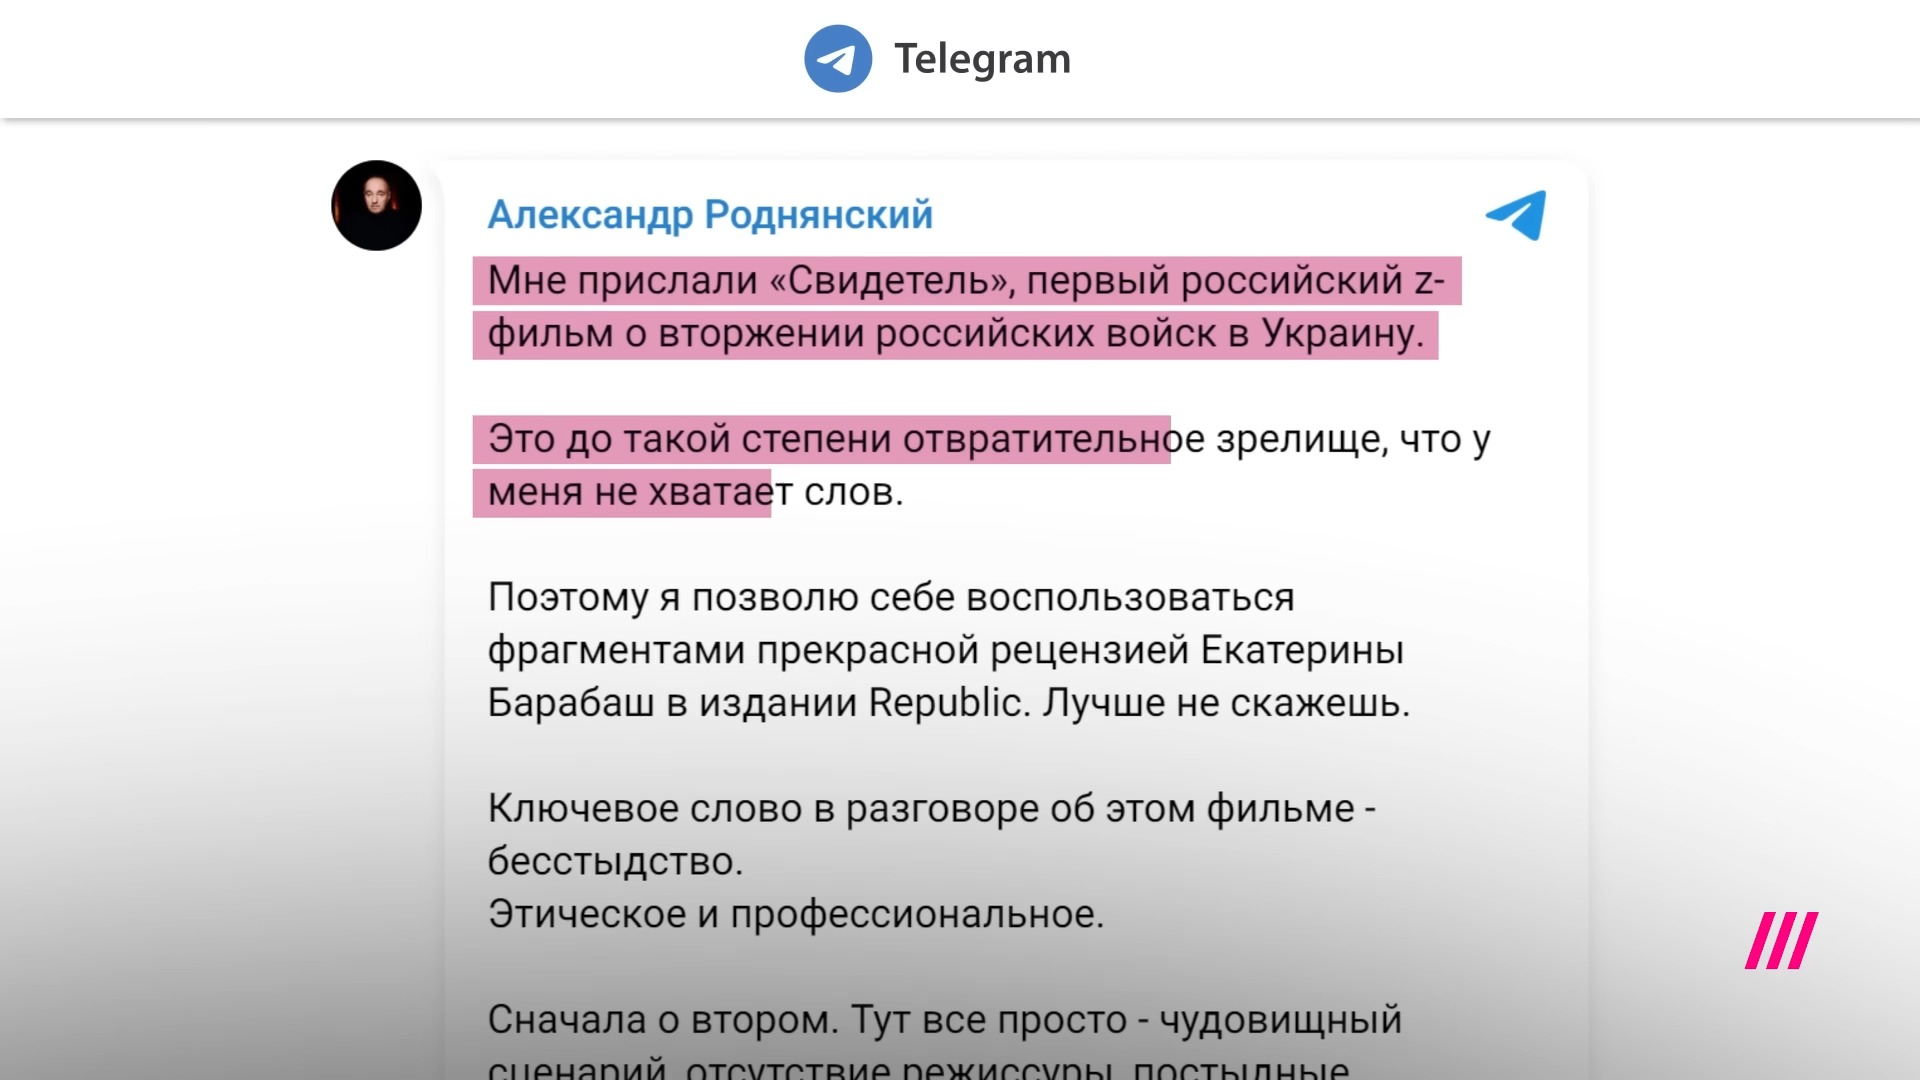 Telegram
Александр Роднянский
Мне прислали «Свидетель», первый российский z-
фильм о вторжении российских войск в Украину.
Это до такой степени отвратительное зрелище, что у
меня не хватает слов.
Поэтому я позволю себе воспользоваться
фрагментами прекрасной рецензией Екатерины
Барабаш в издании Republic. Лучше не скажешь.
Ключевое слово в разговоре об этом фильме -
бесстыдство.
Этическое и профессиональное.
Сначала о втором. Тут все просто - чудовищный
сценарий, отсутствие режиссуры, постыдные